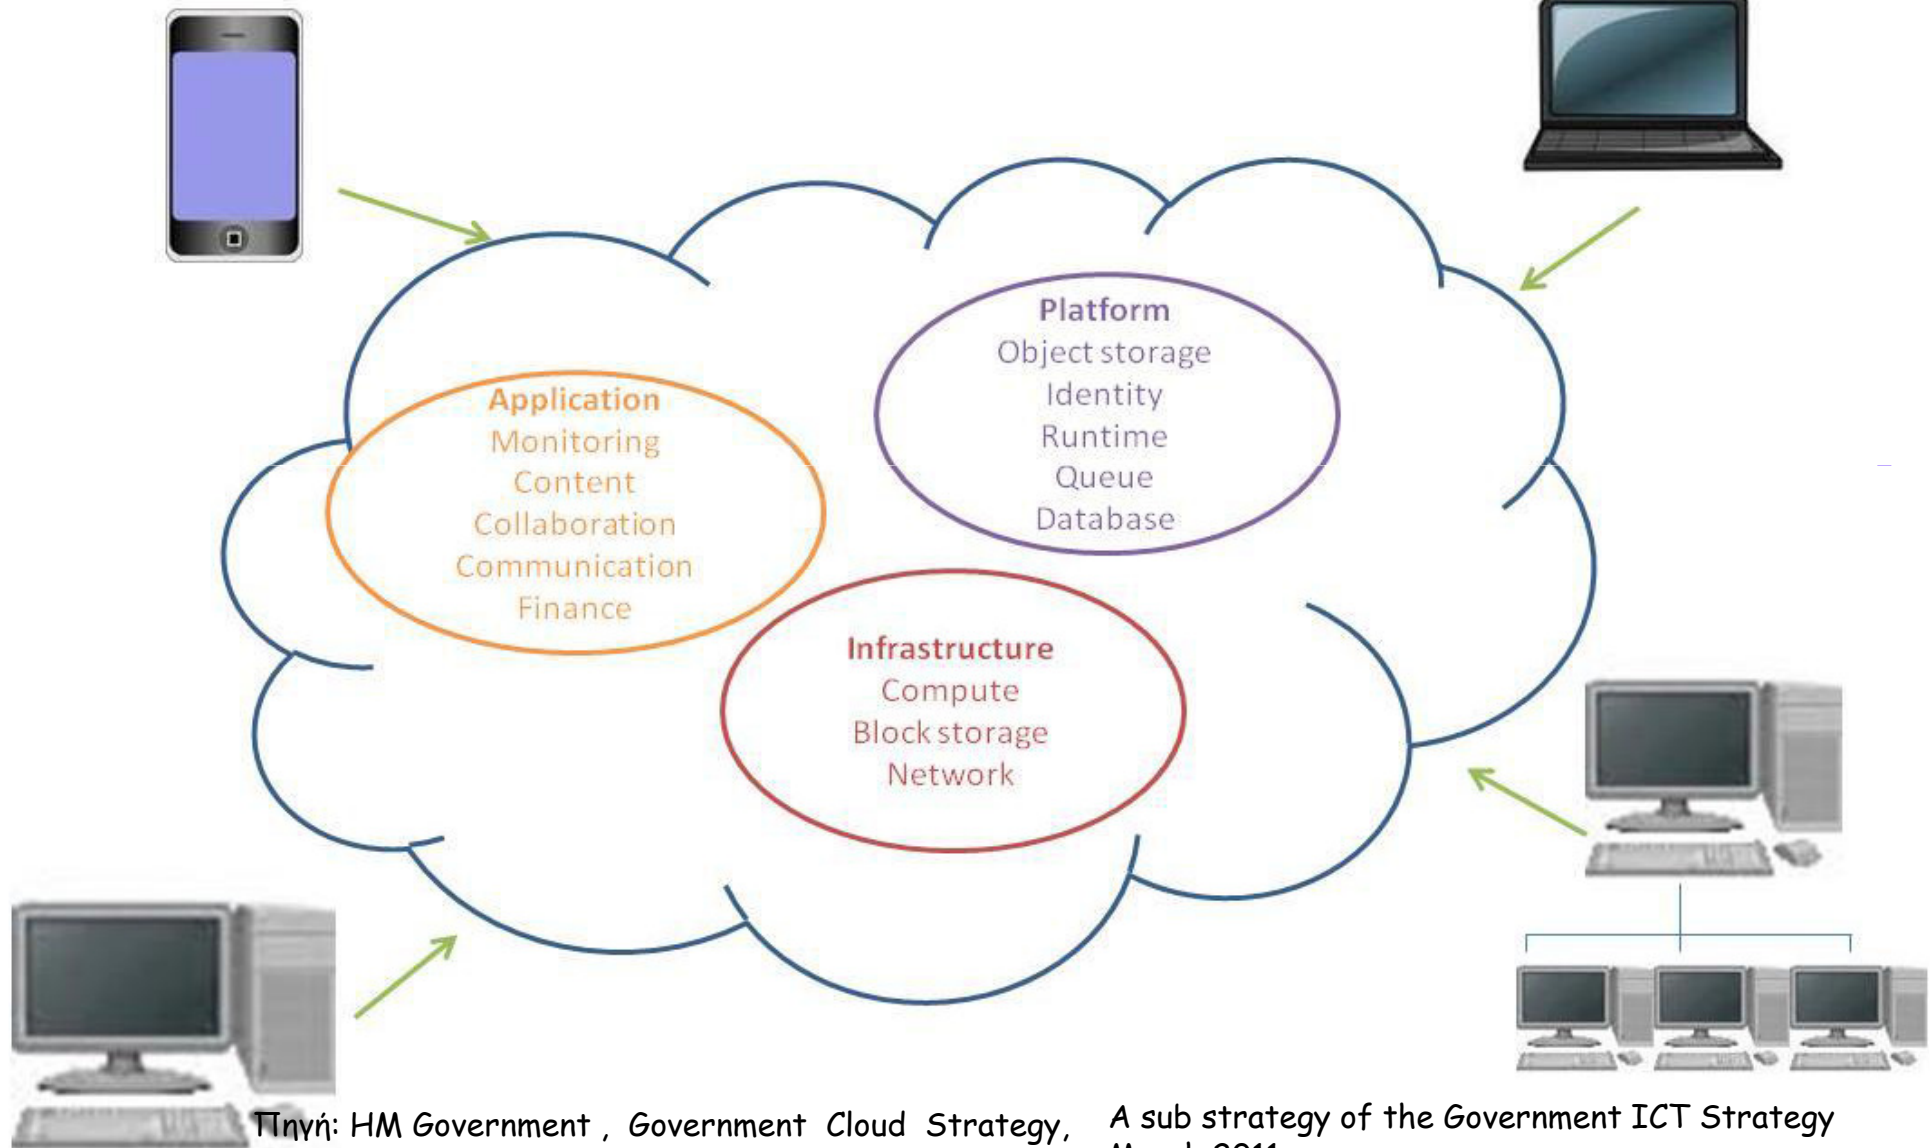 Platform
Object storage
Identity
Runtime
Queue
Database
Application
Monitoring
Content
Collaboration
Communication
Finance
Infrastructure
Compute
Block storage
Network
Πηγή: HM Government , Government Cloud Strategy,
A sub strategy of the Government ICT Strategy